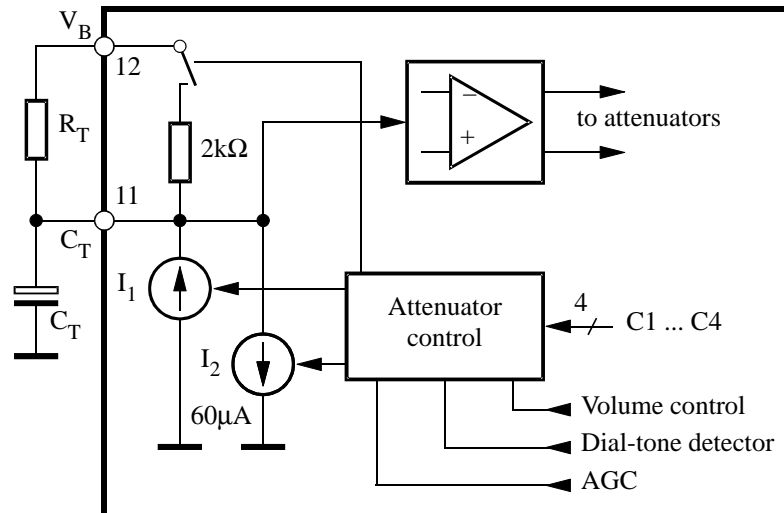 V_B
12
R_T
2kΩ
−
+
to attenuators
11
C_T
C_T
I_1
Attenuator
control
4
C1 ... C4
I_2
60μA
Volume control
Dial-tone detector
AGC